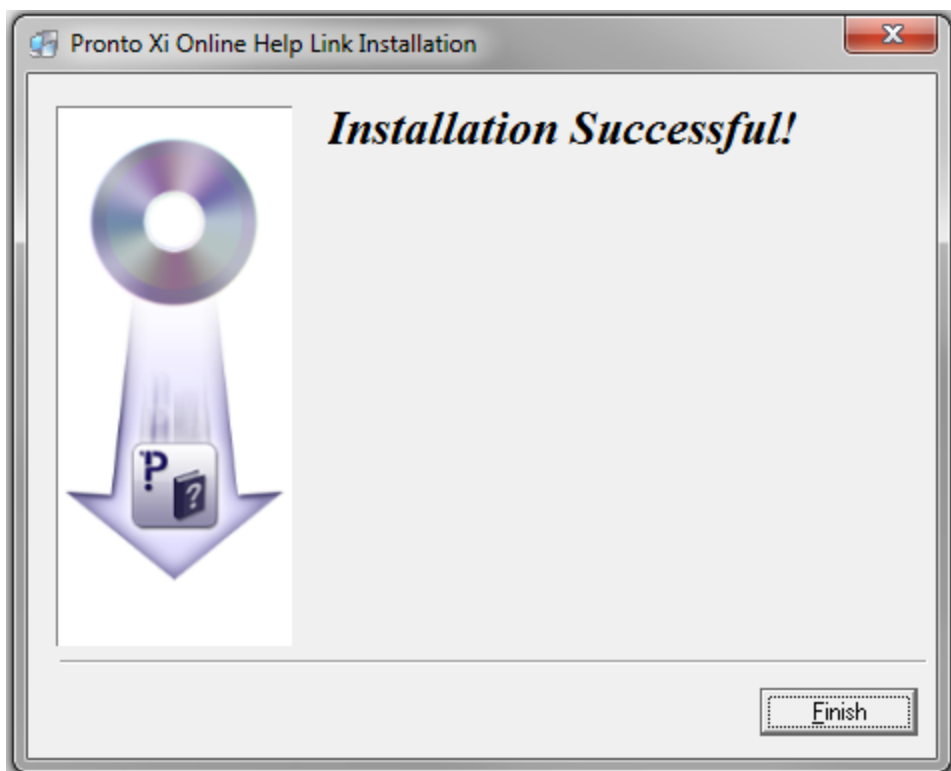 Pronto Xi Online Help Link Installation
Installation Successful!
P
?
Finish